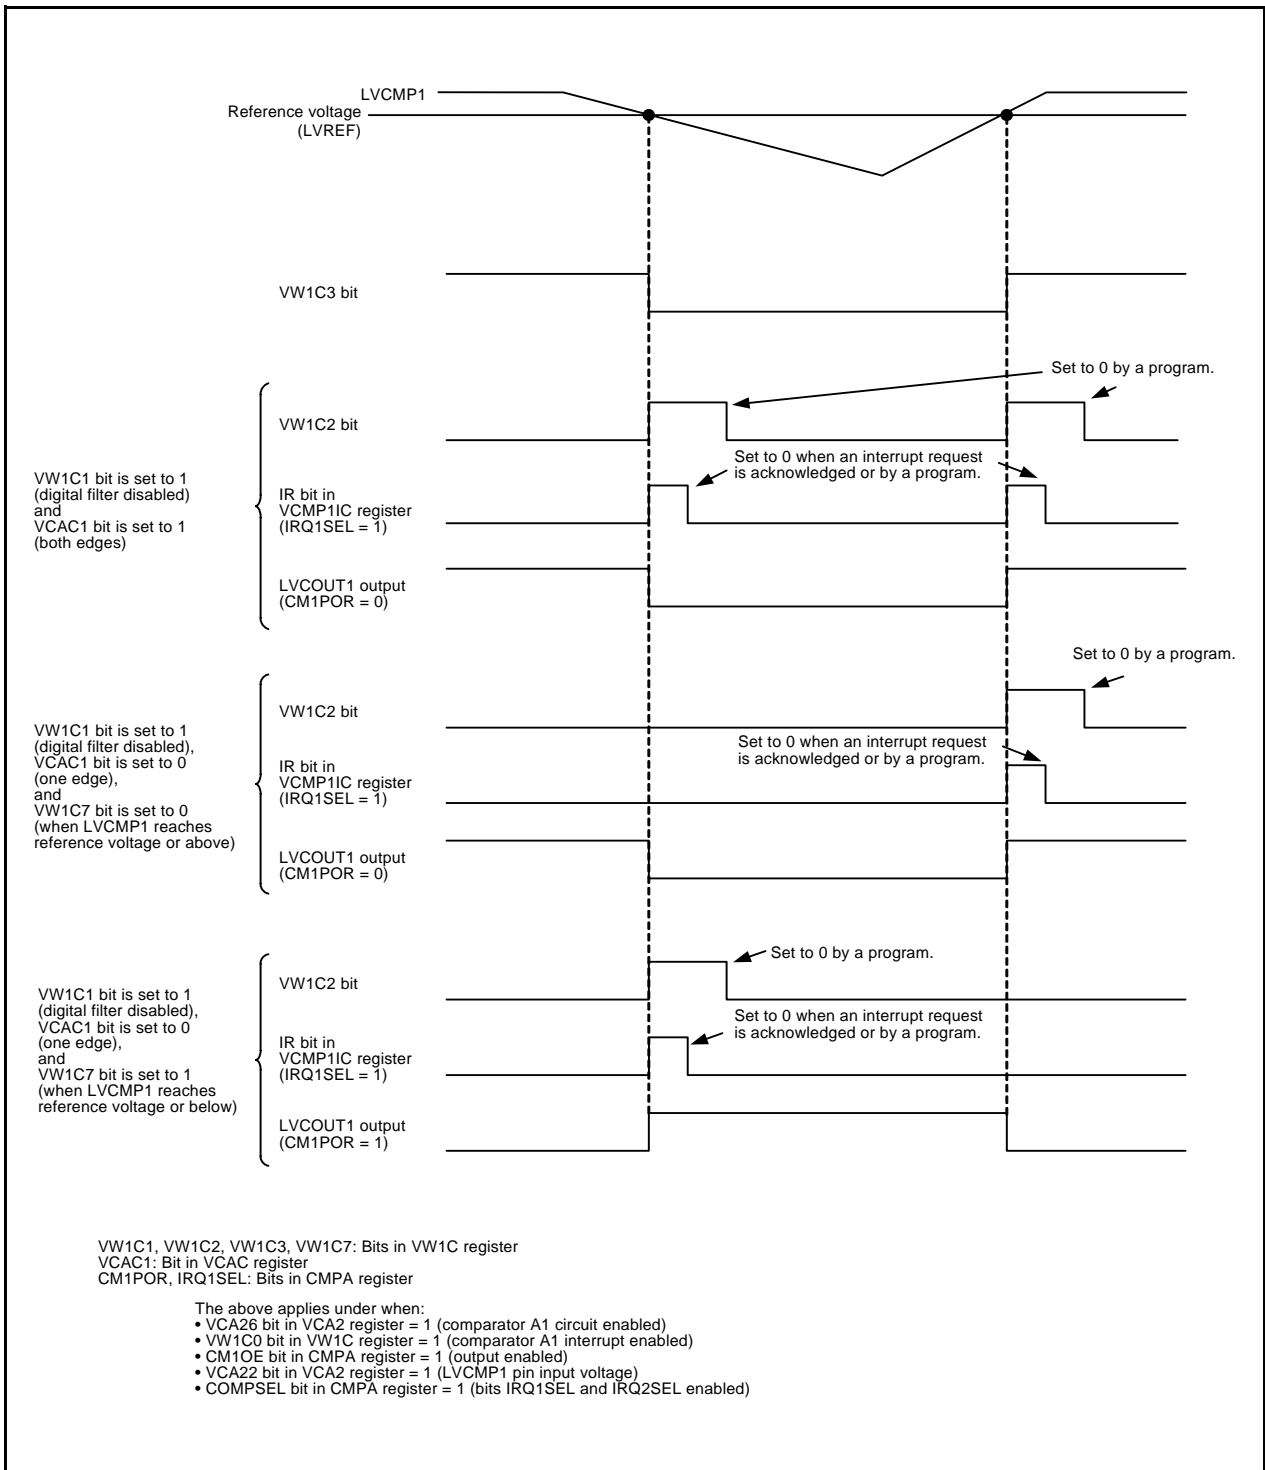 LVCMP1
Reference voltage
(LVREF)
VW1C3 bit
Set to 0 by a program.
VW1C2 bit
Set to 0 when an interrupt request
is acknowledged or by a program.
VW1C1 bit is set to 1
(digital filter disabled)
and
VCAC1 bit is set to 1
(both edges)
IR bit in
VCMP1IC register
(IRQ1SEL = 1)
LVCOUT1 output
(CM1POR = 0)
Set to 0 by a program.
VW1C2 bit
VW1C1 bit is set to 1
(digital filter disabled),
VCAC1 bit is set to 0
(one edge),
and
VW1C7 bit is set to 0
(when LVCMP1 reaches
reference voltage or above)
Set to 0 when an interrupt request
is acknowledged or by a program.
IR bit in
VCMP1IC register
(IRQ1SEL = 1)
LVCOUT1 output
(CM1POR = 0)
Set to 0 by a program.
VW1C2 bit
VW1C1 bit is set to 1
(digital filter disabled),
VCAC1 bit is set to 0
(one edge),
and
VW1C7 bit is set to 1
(when LVCMP1 reaches
reference voltage or below)
Set to 0 when an interrupt request
is acknowledged or by a program.
IR bit in
VCMP1IC register
(IRQ1SEL = 1)
LVCOUT1 output
(CM1POR = 1)
VW1C1, VW1C2, VW1C3, VW1C7: Bits in VW1C register
VCAC1: Bit in VCAC register
CM1POR, IRQ1SEL: Bits in CMPA register
The above applies under when:
• VCA26 bit in VCA2 register = 1 (comparator A1 circuit enabled)
• VW1C0 bit in VW1C register = 1 (comparator A1 interrupt enabled)
• CM1OE bit in CMPA register = 1 (output enabled)
• VCA22 bit in VCA2 register = 1 (LVCMP1 pin input voltage)
• COMPSEL bit in CMPA register = 1 (bits IRQ1SEL and IRQ2SEL enabled)